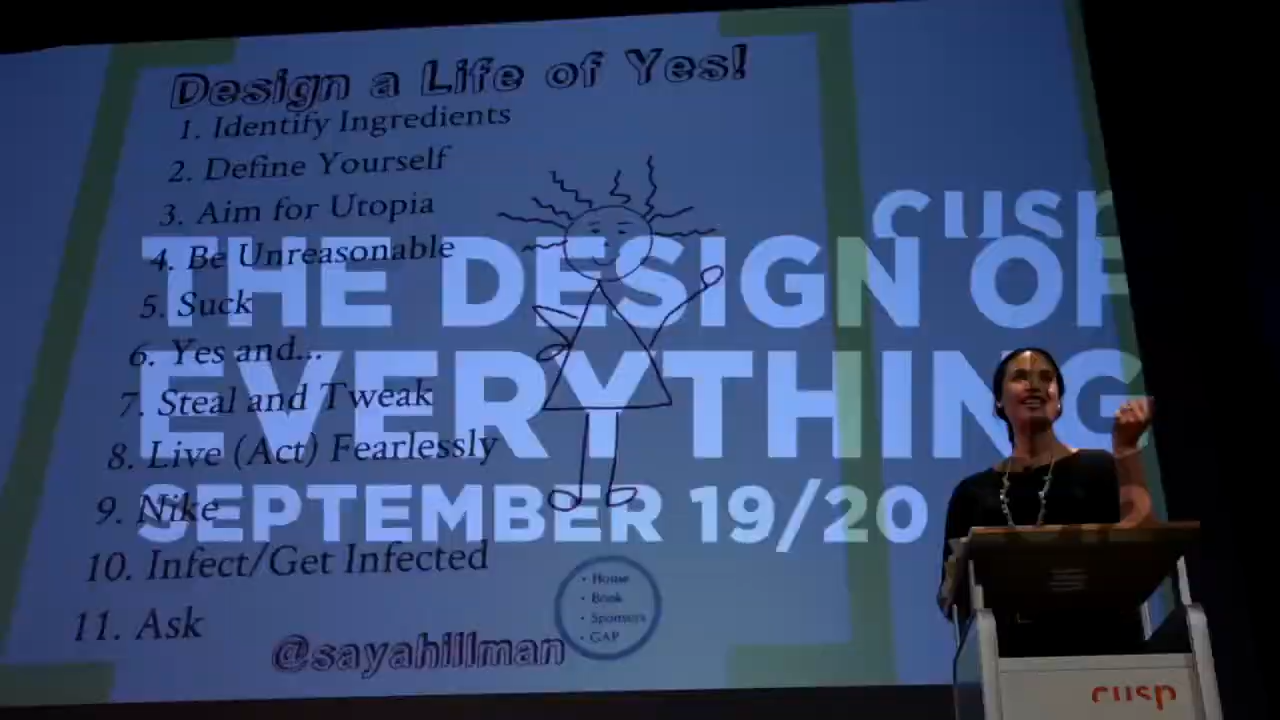 Design a Life of Yes!
1. Identify Ingredients
2. Define Yourself
3. Aim for Utopia
4. Be Unreasonable
5. Suck
6. Yes and...
7. Steal and Tweak
8. Live (Act) Fearlessly
9. Nike
10. Infect/Get Infected
11. Ask
@sayahillman
• House
• Book
• Sponsors
• GAP
cusp
THE DESIGN OF
EVERYTHING
SEPTEMBER 19/20
cusp